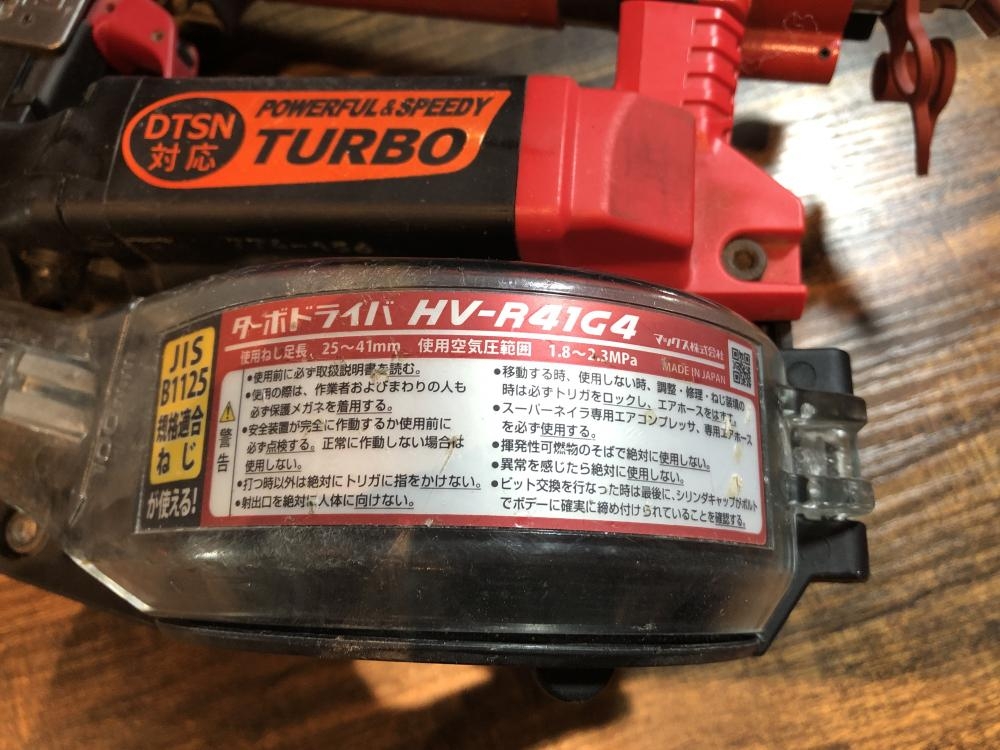 DTSN
対応
POWERFUL&SPEEDY
TURBO
ターボドライバ HV-R41G4 マックス株式会社
使用ねじ足長 25～41mm 使用空気圧範囲 1.8～2.3MPa MADE IN JAPAN
JIS
B1125
規格適合
ねじ
が使える!
警告
•使用前に必ず取扱説明書を読む。
•使用の際は、作業者およびまわりの人も
必ず保護メガネを着用する。
•安全装置が完全に作動するか使用前に
必ず点検する。正常に作動しない場合は
使用しない。
•打つ時以外は絶対にトリガに指をかけない。
•射出口を絶対に人体に向けない。
•移動する時、使用しない時、調整・修理・ねじ装填の
時は必ずトリガをロックし、エアホースをはずす。
•スーパーネイラ専用エアコンプレッサ、専用エアホース
を必ず使用する。
•揮発性可燃物のそばで絶対に使用しない。
•異常を感じたら絶対に使用しない。
•ビット交換を行なった時は最後に、シリンダキャップがボルト
でボデーに確実に締め付けられていることを確認する。